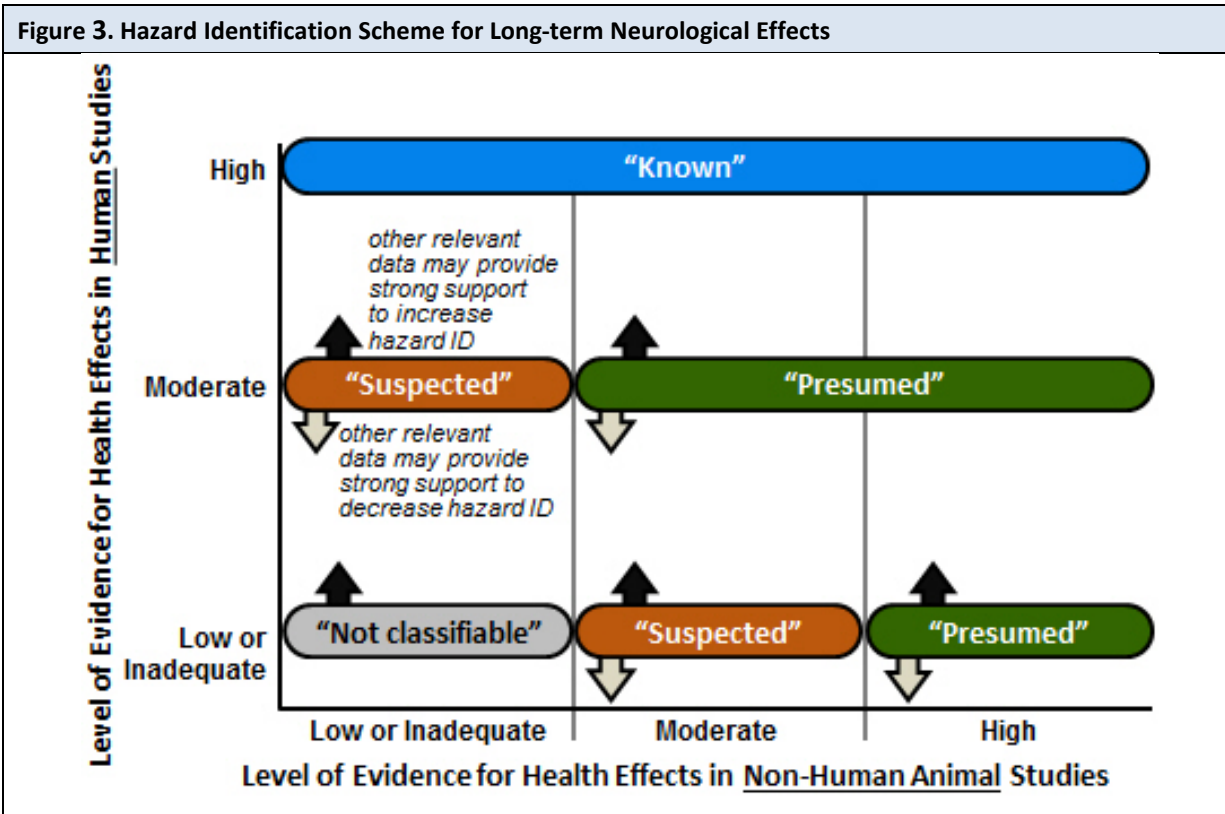 Figure 3. Hazard Identification Scheme for Long-term Neurological Effects
Level of Evidence for Health Effects in Human Studies
High
“Known”
other relevant
data may provide
strong support
to increase
hazard ID
Moderate
“Suspected”
“Presumed”
other relevant
data may provide
strong support to
decrease hazard ID
Low or
Inadequate
“Not classifiable”
“Suspected”
“Presumed”
Low or Inadequate
Moderate
High
Level of Evidence for Health Effects in Non-Human Animal Studies